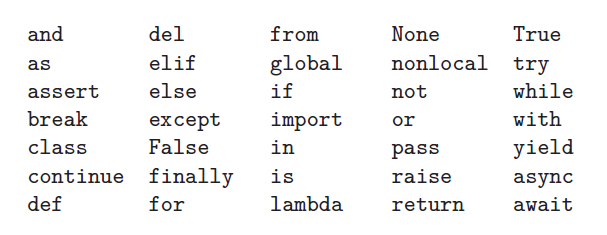 and del from None True
as elif global nonlocal try
assert else if not while
break except import or with
class False in pass yield
continue finally is raise async
def for lambda return await